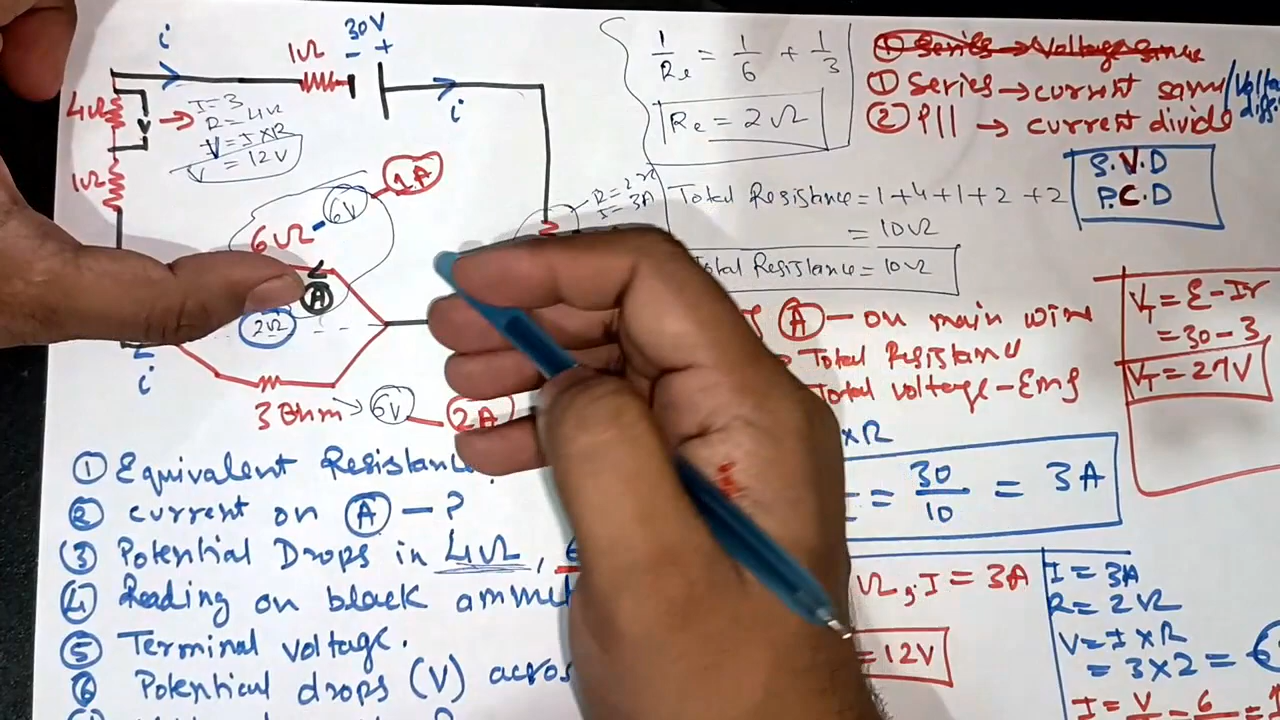 30V
i
1Ω
- +
i
4Ω
V
I=3
R=4Ω
V=I×R
V=12V
1Ω
6Ω
6V
1A
A
2Ω
i
3 Ohm
6V
2A
R=2Ω
I=3A
1/Re = 1/6 + 1/3
Re = 2Ω
① Series → current same/
② P11 → current divide
S.V.D
P.C.D
Total Resistance = 1+4+1+2+2
= 10Ω
Total Resistance = 10Ω
A - on main wire
Total Resistance
Total voltage - Emf
×R
= 30/10 = 3A
VT = E - Ir
= 30 - 3
VT = 27V
① Equivalent Resistance
② current on A - ?
③ Potential Drops in 4Ω,
④ Reading on black
⑤ Terminal voltage.
⑥ Potential drops (V) across
Ω, I = 3A
= 12V
I = 3A
R = 2Ω
V = I×R
= 3×2 = 6
I = V